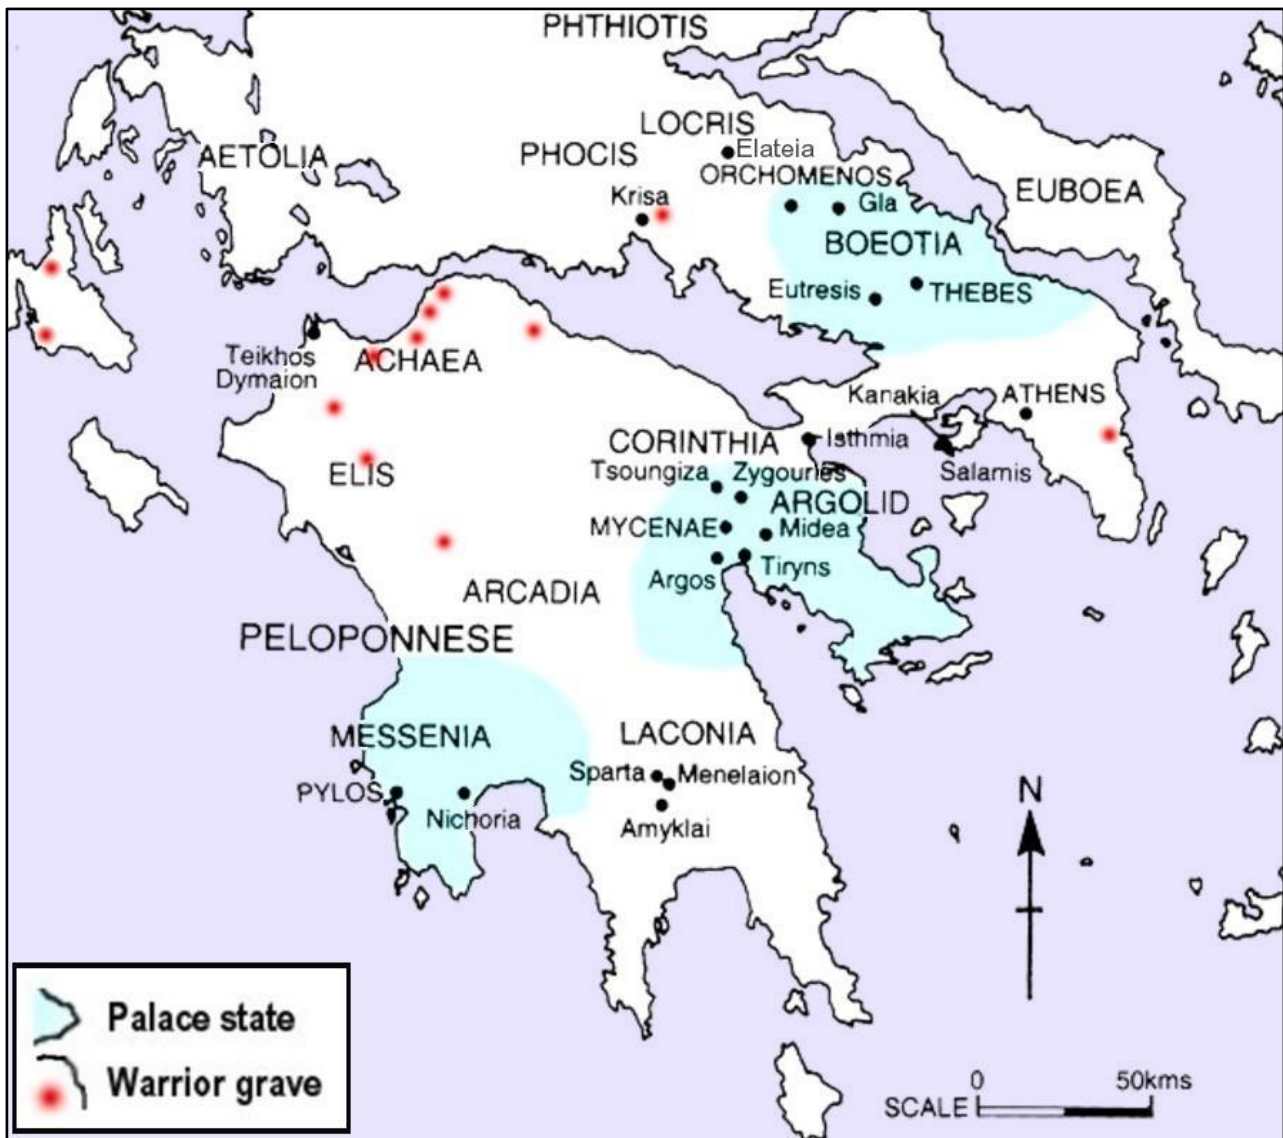 PHTHIOTIS
LOCRIS
Elateia
PHOCIS
AETOLIA
ORCHOMENOS
EUBOEA
Krisa
Gla
BOEOTIA
Eutresis
THEBES
Teikhos
Dymaion
ACHAEA
Kanakia
ATHENS
CORINTHIA
Isthmia
ELIS
Tsoungiza
Zygouries
Salamis
ARGOLID
MYCENAE
Midea
Argos
Tiryns
ARCADIA
PELOPONNESE
MESSENIA
LACONIA
Sparta
Menelaion
PYLOS
Nichoria
Amyklai
N
Palace state
Warrior grave
0 50kms
SCALE